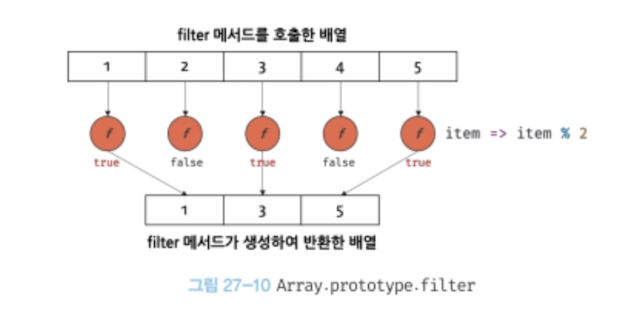 filter 메서드를 호출한 배열
1 2 3 4 5
f f f f f item => item % 2
true false true false true
1 3 5
filter 메서드가 생성하여 반환한 배열
그림 27-10 Array.prototype.filter